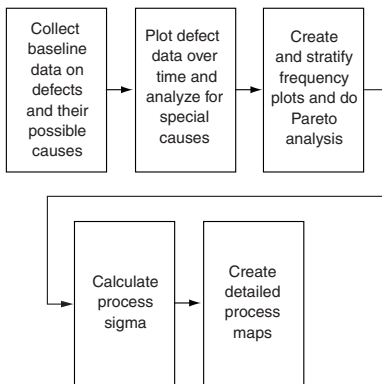 Collect
baseline
data on
defects
and their
possible
causes
Plot defect
data over
time and
analyze for
special
causes
Create
and stratify
frequency
plots and do
Pareto
analysis
Calculate
process
sigma
Create
detailed
process
maps